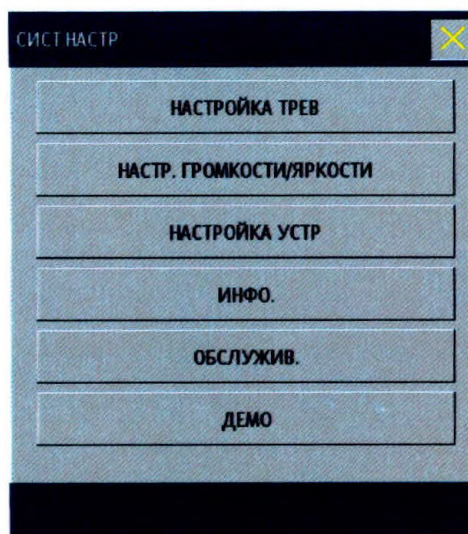 СИСТ НАСТР
НАСТРОЙКА ТРЕВ
НАСТР. ГРОМКОСТИ/ЯРКОСТИ
НАСТРОЙКА УСТР
ИНФО.
ОБСЛУЖИВ.
ДЕМО